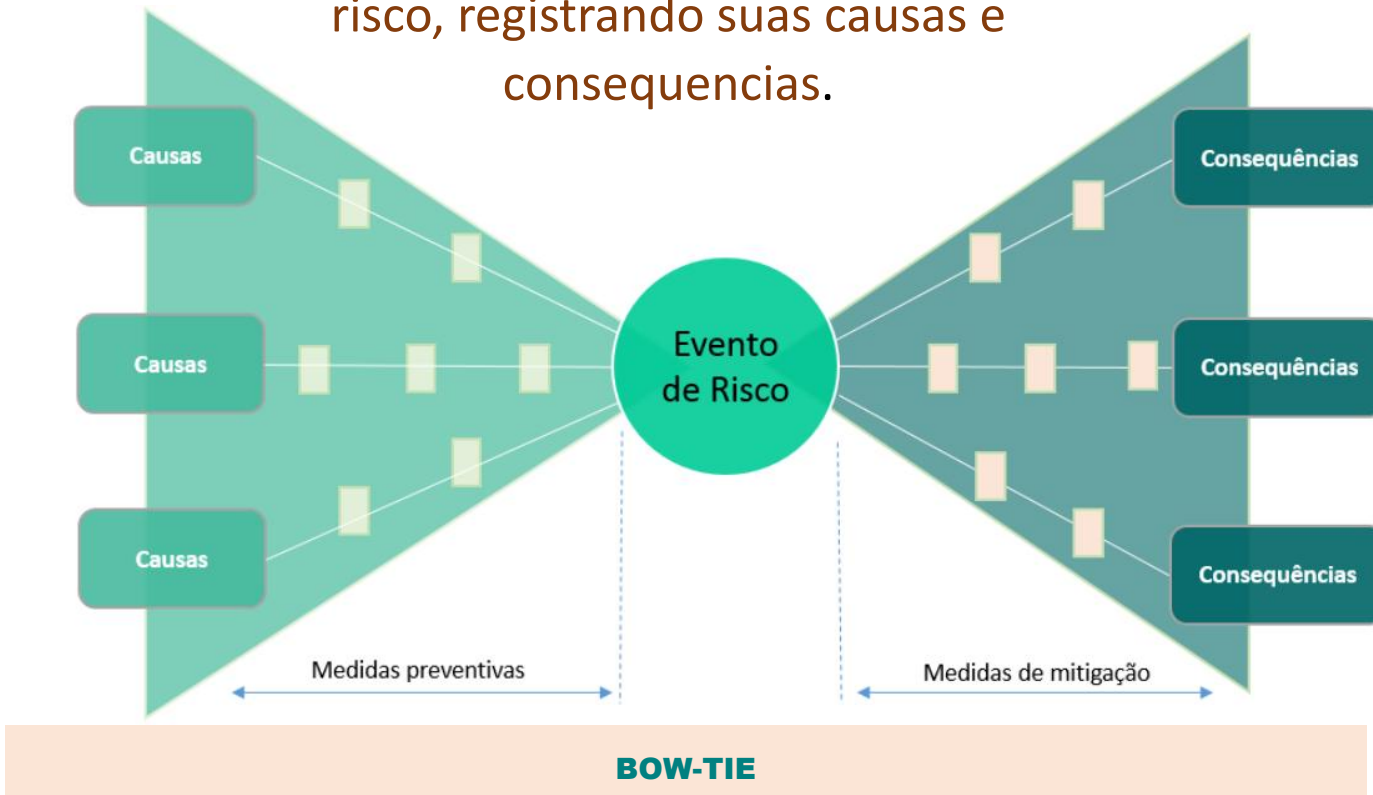 risco, registrando suas causas e
consequencias.
Causas
Consequências
Evento
de Risco
Causas
Consequências
Causas
Consequências
Medidas preventivas
Medidas de mitigação
BOW-TIE